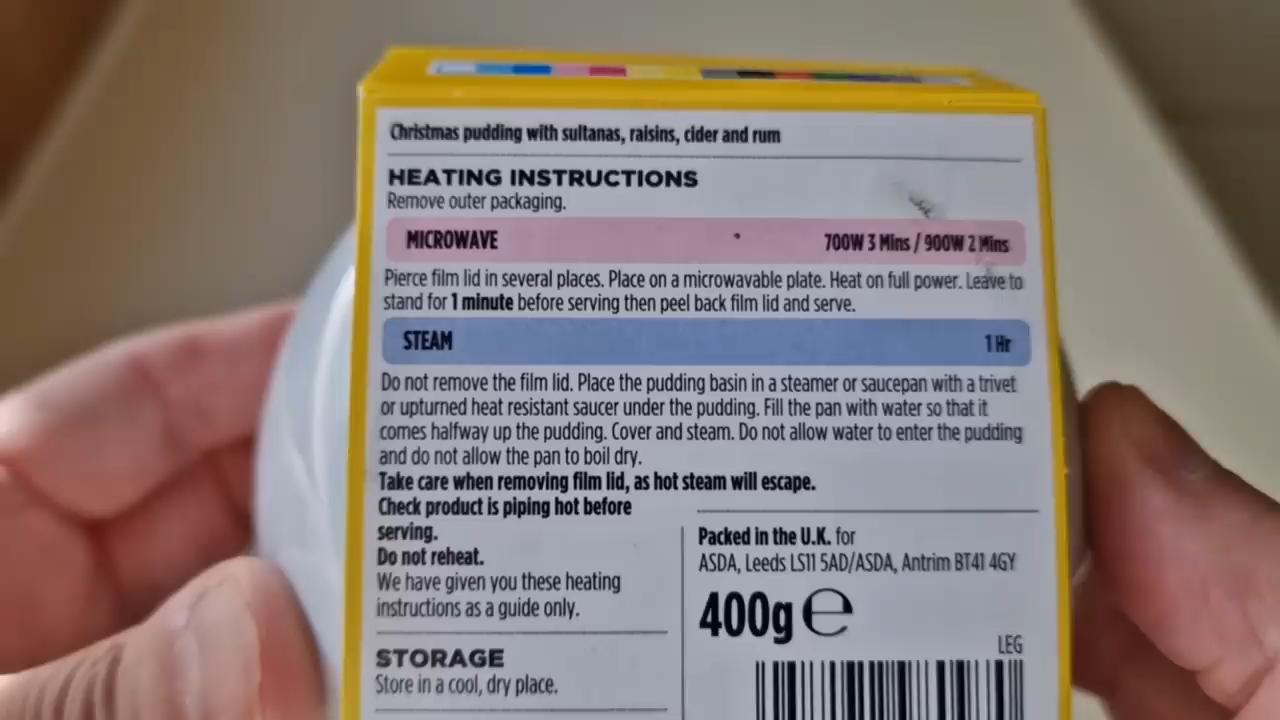 Christmas pudding with sultanas, raisins, cider and rum
HEATING INSTRUCTIONS
Remove outer packaging.
MICROWAVE 700W 3 Mins / 900W 2 Mins
Pierce film lid in several places. Place on a microwavable plate. Heat on full power. Leave to
stand for 1 minute before serving then peel back film lid and serve.
STEAM 1 Hr
Do not remove the film lid. Place the pudding basin in a steamer or saucepan with a trivet
or upturned heat resistant saucer under the pudding. Fill the pan with water so that it
comes halfway up the pudding. Cover and steam. Do not allow water to enter the pudding
and do not allow the pan to boil dry.
Take care when removing film lid, as hot steam will escape.
Check product is piping hot before
serving.
Do not reheat.
We have given you these heating
instructions as a guide only.
STORAGE
Store in a cool, dry place.
Packed in the U.K. for
ASDA, Leeds LS11 5AD/ASDA, Antrim BT41 4GY
400g e
LEG